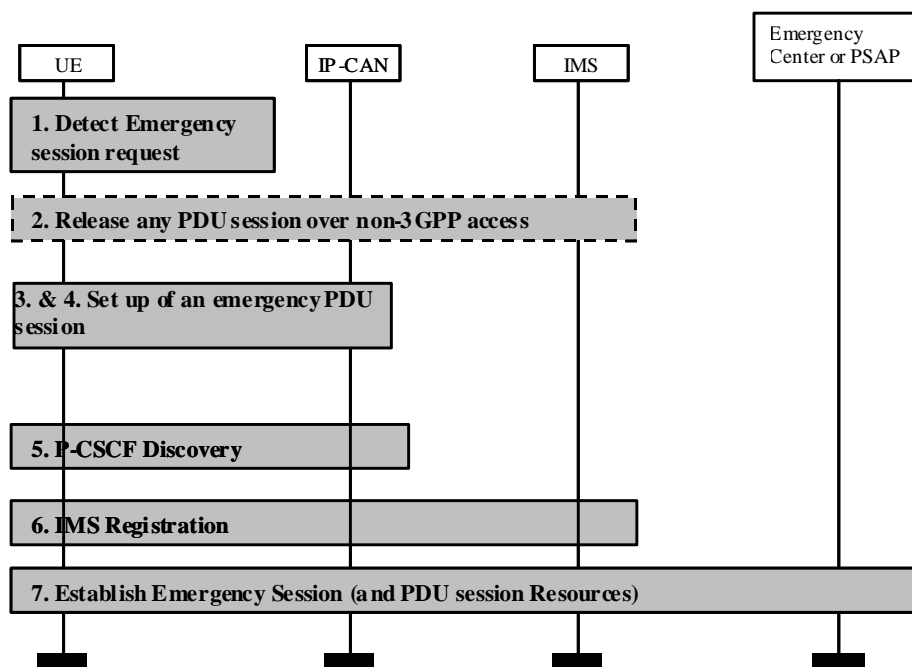 UE
IP-CAN
IMS
Emergency
Center or PSAP
1. Detect Emergency
session request
2. Release any PDU session over non-3GPP access
3. & 4. Set up of an emergency PDU
session
5. P-CSCF Discovery
6. IMS Registration
7. Establish Emergency Session (and PDU session Resources)